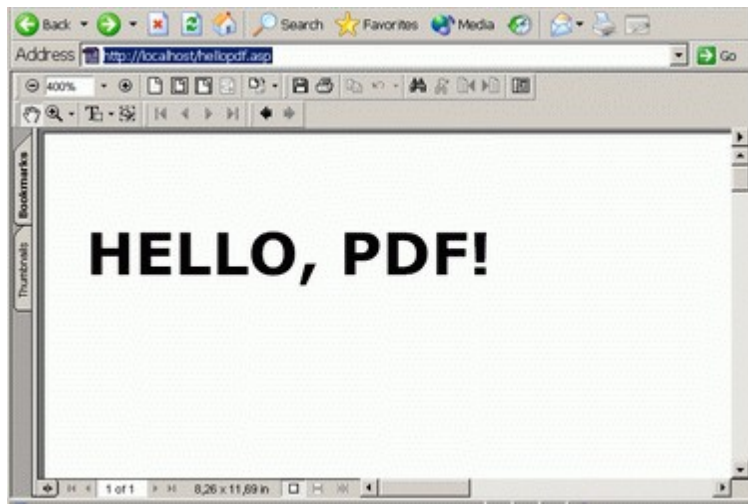 Back Search Favorites Media
Address http://localhost/hellopdf.asp Go
400%
Bookmarks
Thumbnails
HELLO, PDF!
1 of 1 8,26 x 11,69 in